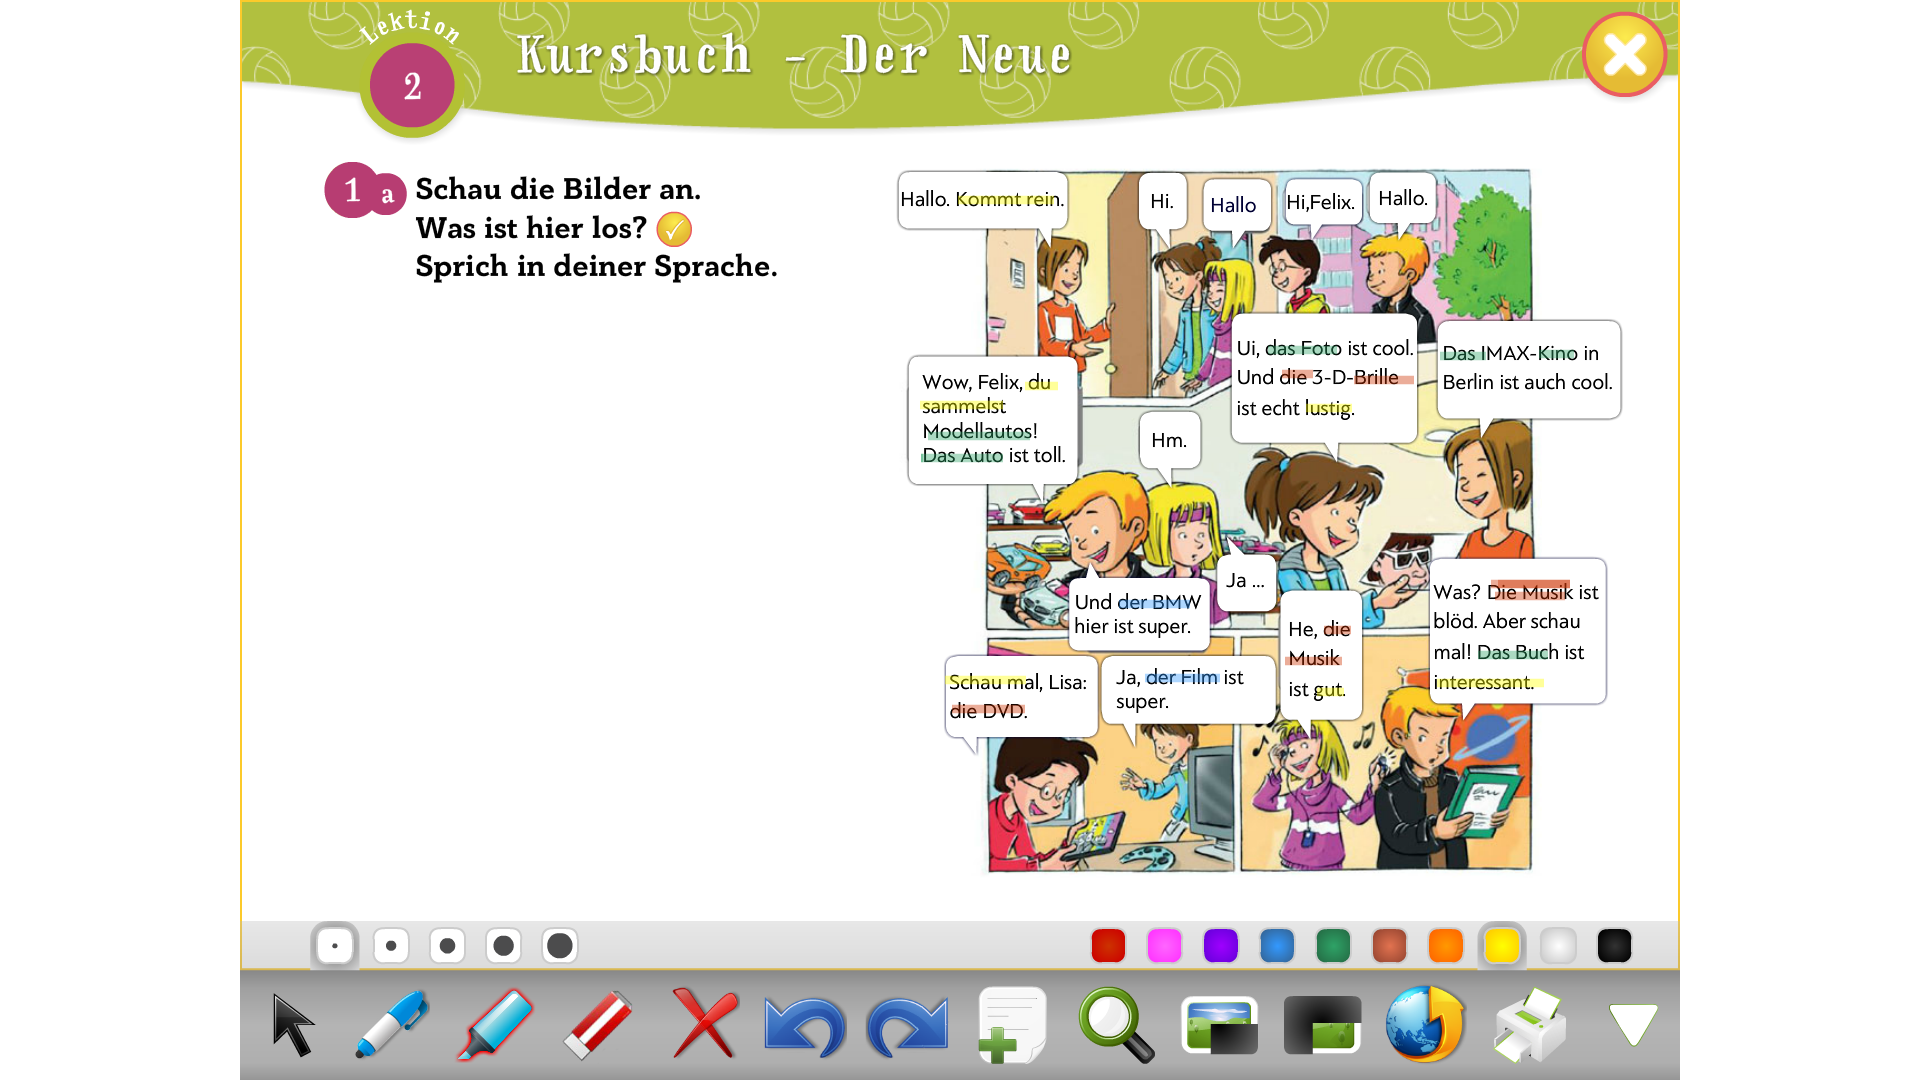 Lektion
2
Kursbuch - Der Neue
1 a
Schau die Bilder an.
Was ist hier los?
Sprich in deiner Sprache.
Hallo. Kommt rein.
Hi.
Hallo
Hi,Felix.
Hallo.
Wow, Felix, du
sammelst
Modellautos!
Das Auto ist toll.
Hm.
Ui, das Foto ist cool.
Und die 3-D-Brille
ist echt lustig.
Das IMAX-Kino in
Berlin ist auch cool.
Und der BMW
hier ist super.
Ja ...
Schau mal, Lisa:
die DVD.
Ja, der Film ist
super.
He, die
Musik
ist gut.
Was? Die Musik ist
blöd. Aber schau
mal! Das Buch ist
interessant.